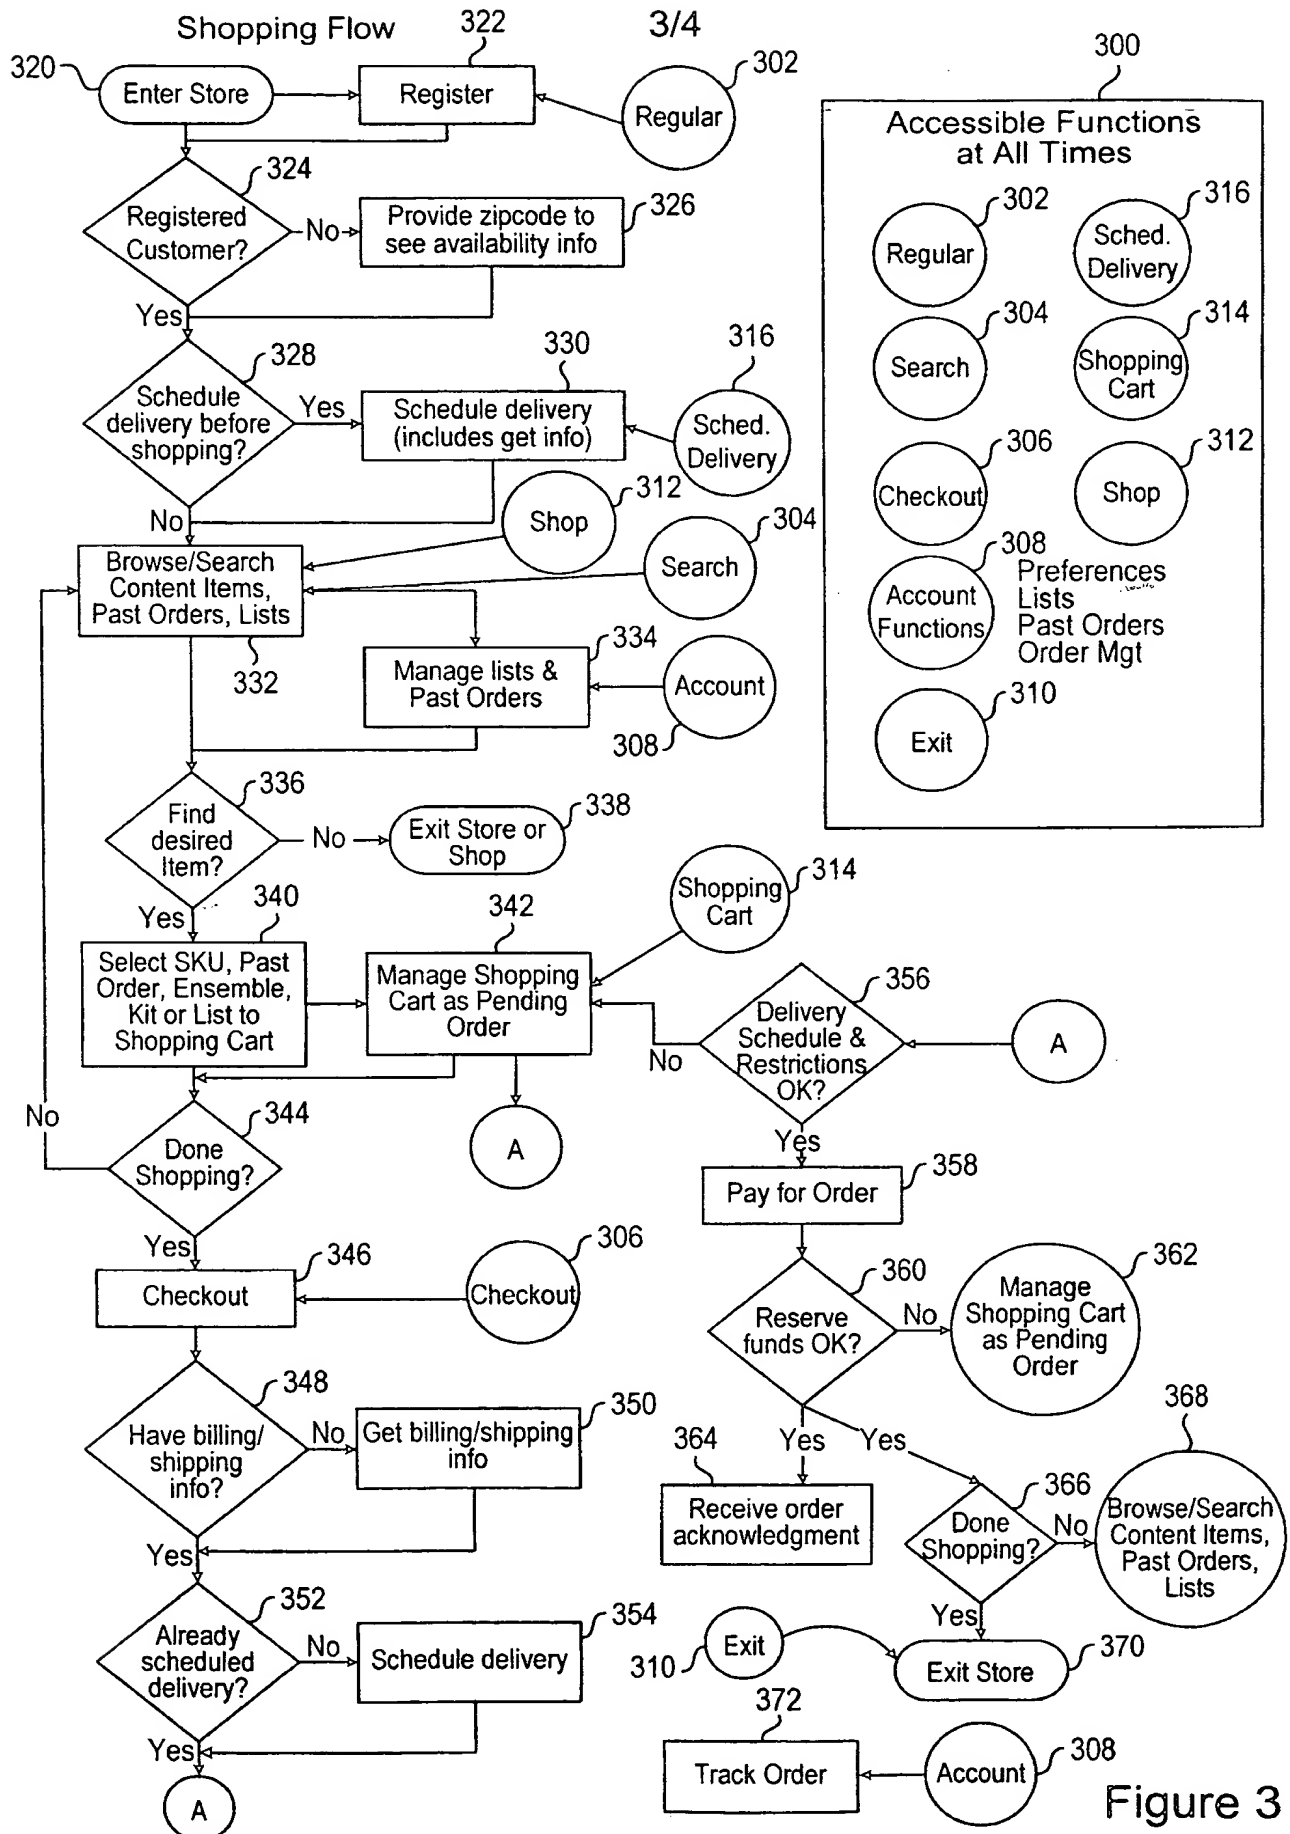 Shopping Flow
3/4
320
Enter Store
322
Register
302
Regular
324
Registered
Customer?
No
326
Provide zipcode to
see availability info
Yes
328
Schedule
delivery before
shopping?
Yes
330
Schedule delivery
(includes get info)
316
Sched.
Delivery
No
312
Shop
304
Search
Browse/Search
Content Items,
Past Orders, Lists
332
334
Manage lists &
Past Orders
Account
308
336
Find
desired
Item?
No
338
Exit Store or
Shop
Yes
340
Select SKU, Past
Order, Ensemble,
Kit or List to
Shopping Cart
342
Manage Shopping
Cart as Pending
Order
314
Shopping
Cart
A
344
Done
Shopping?
No
Yes
346
Checkout
306
Checkout
348
Have billing/
shipping
info?
No
350
Get billing/shipping
info
Yes
352
Already
scheduled
delivery?
No
354
Schedule delivery
Yes
A
300
Accessible Functions
at All Times
302
Regular
316
Sched.
Delivery
304
Search
314
Shopping
Cart
306
Checkout
312
Shop
308
Account
Functions
Preferences
Lists
Past Orders
Order Mgt
310
Exit
A
356
Delivery
Schedule &
Restrictions
OK?
No
Yes
358
Pay for Order
360
Reserve
funds OK?
No
362
Manage
Shopping Cart
as Pending
Order
Yes
Yes
364
Receive order
acknowledgment
366
Done
Shopping?
No
368
Browse/Search
Content Items,
Past Orders,
Lists
Yes
310
Exit
370
Exit Store
372
Track Order
308
Account
Figure 3